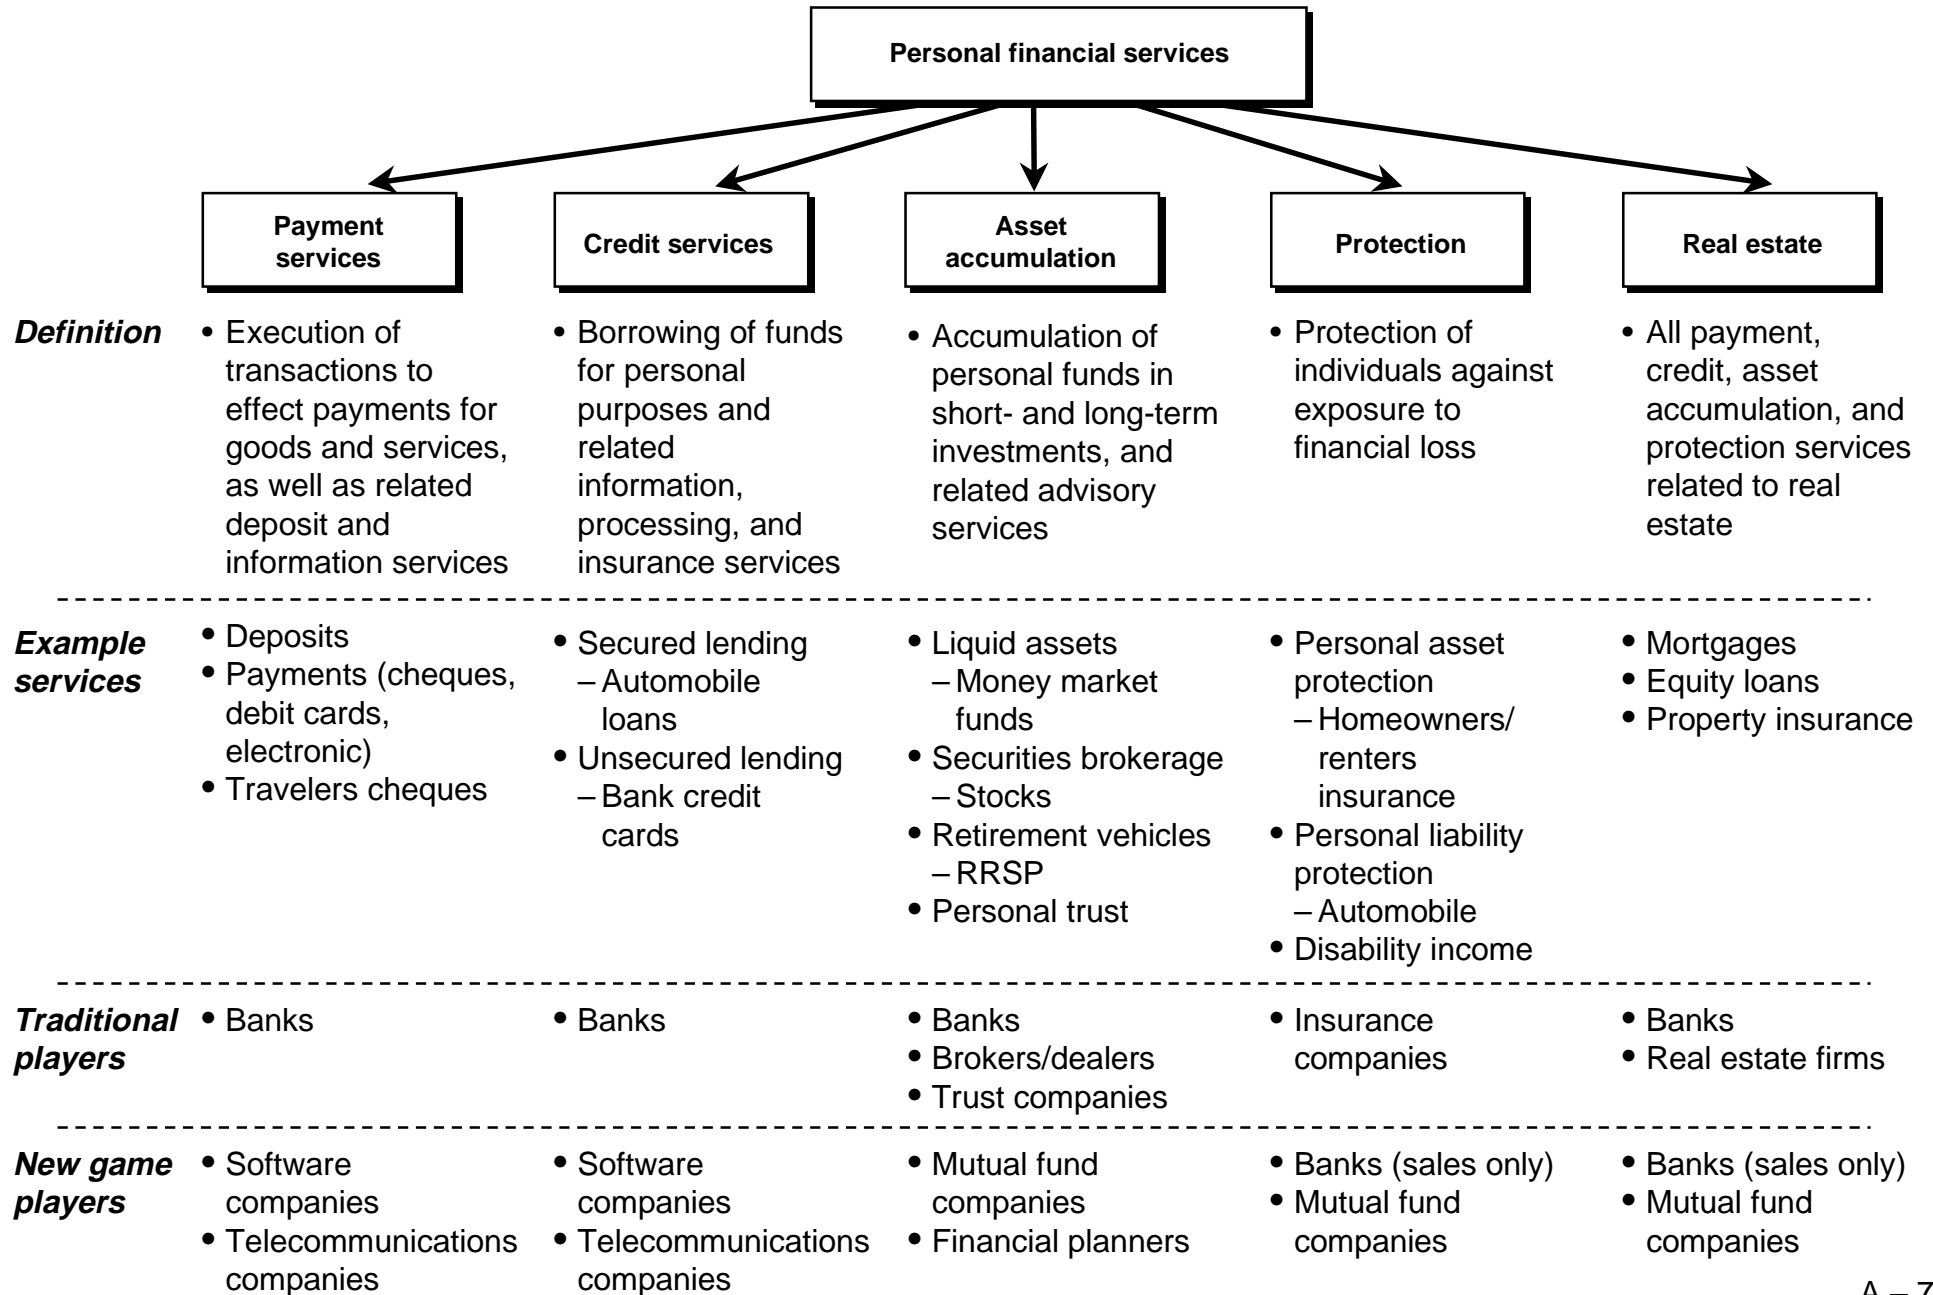 Personal financial services
Payment
services
Credit services
Asset
accumulation
Protection
Real estate
Definition
• Execution of
transactions to
effect payments for
goods and services,
as well as related
deposit and
information services
• Borrowing of funds
for personal
purposes and
related
information,
processing, and
insurance services
• Accumulation of
personal funds in
short- and long-term
investments, and
related advisory
services
• Protection of
individuals against
exposure to
financial loss
• All payment,
credit, asset
accumulation, and
protection services
related to real
estate
Example
services
• Deposits
• Payments (cheques,
debit cards,
electronic)
• Travelers cheques
• Secured lending
– Automobile
loans
• Unsecured lending
– Bank credit
cards
• Liquid assets
– Money market
funds
• Securities brokerage
– Stocks
• Retirement vehicles
– RRSP
• Personal trust
• Personal asset
protection
– Homeowners/
renters
insurance
• Personal liability
protection
– Automobile
• Disability income
• Mortgages
• Equity loans
• Property insurance
Traditional
players
• Banks
• Banks
• Banks
• Brokers/dealers
• Trust companies
• Insurance
companies
• Banks
• Real estate firms
New game
players
• Software
companies
• Telecommunications
companies
• Software
companies
• Telecommunications
companies
• Mutual fund
companies
• Financial planners
• Banks (sales only)
• Mutual fund
companies
• Banks (sales only)
• Mutual fund
companies
A – 7